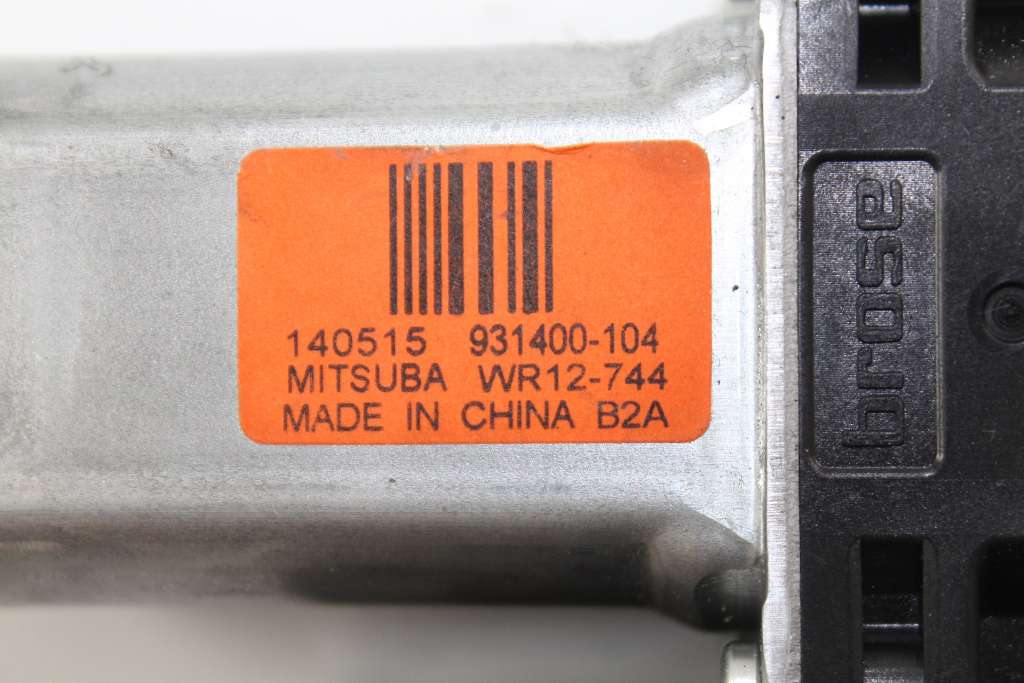 140515 931400-104
MITSUBA WR12-744
MADE IN CHINA B2A
brose